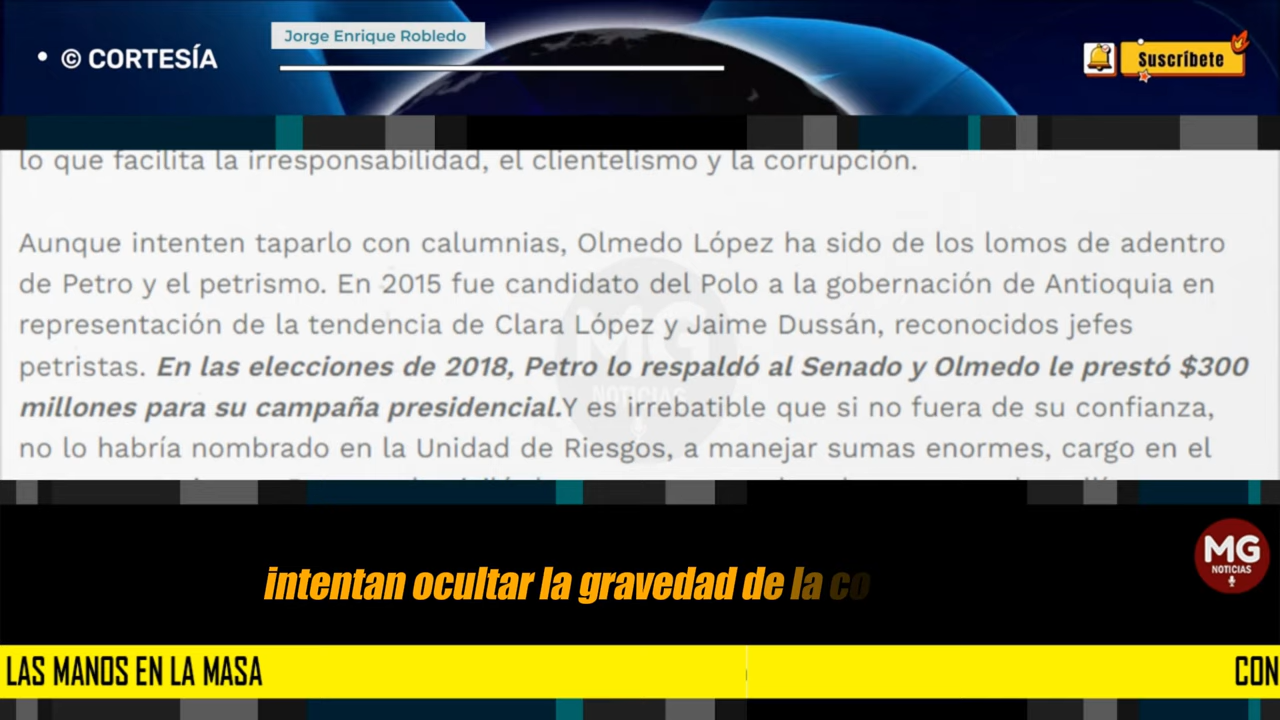 Jorge Enrique Robledo
• © CORTESÍA
Suscríbete
lo que facilita la irresponsabilidad, el clientelismo y la corrupción.
Aunque intenten taparlo con calumnias, Olmedo López ha sido de los lomos de adentro
de Petro y el petrismo. En 2015 fue candidato del Polo a la gobernación de Antioquia en
representación de la tendencia de Clara López y Jaime Dussán, reconocidos jefes
petristas. En las elecciones de 2018, Petro lo respaldó al Senado y Olmedo le prestó $300
millones para su campaña presidencial.Y es irrebatible que si no fuera de su confianza,
no lo habría nombrado en la Unidad de Riesgos, a manejar sumas enormes, cargo en el
MG
NOTICIAS
intentan ocultar la gravedad de la co
MG
NOTICIAS
LAS MANOS EN LA MASA
CON